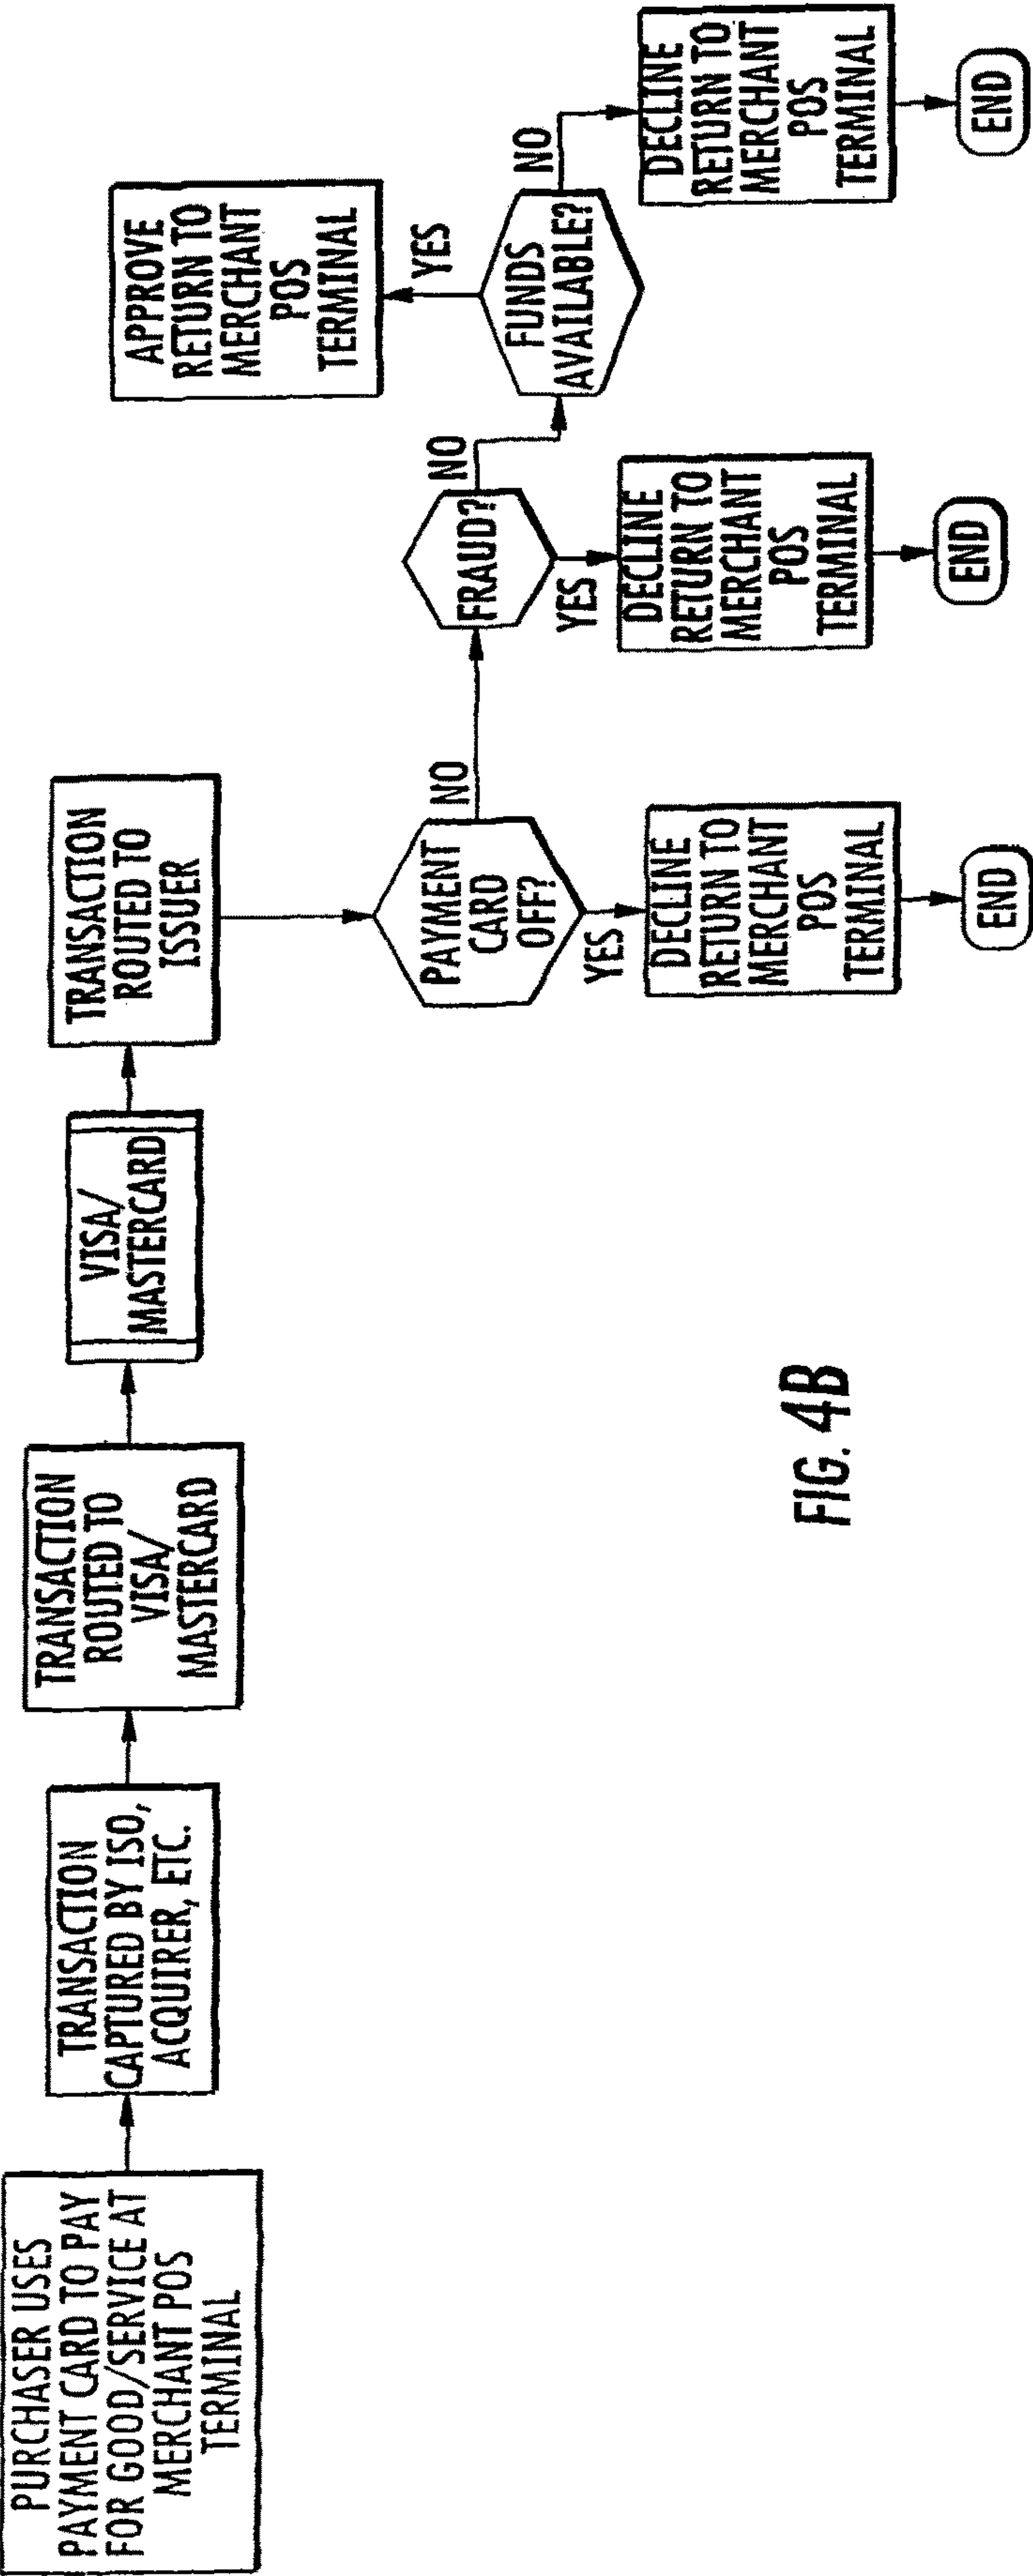 PURCHASER USES
PAYMENT CARD TO PAY
FOR GOOD/SERVICE AT
MERCHANT POS
TERMINAL
TRANSACTION
CAPTURED BY ISO,
ACQUIRER, ETC.
TRANSACTION
ROUTED TO
VISA/
MASTERCARD
VISA/
MASTERCARD
TRANSACTION
ROUTED TO
ISSUER
PAYMENT
CARD
OFF?
NO
YES
DECLINE
RETURN TO
MERCHANT
POS
TERMINAL
END
FRAUD?
NO
YES
DECLINE
RETURN TO
MERCHANT
POS
TERMINAL
END
FUNDS
AVAILABLE?
YES
APPROVE
RETURN TO
MERCHANT
POS
TERMINAL
NO
DECLINE
RETURN TO
MERCHANT
POS
TERMINAL
END
FIG. 4B